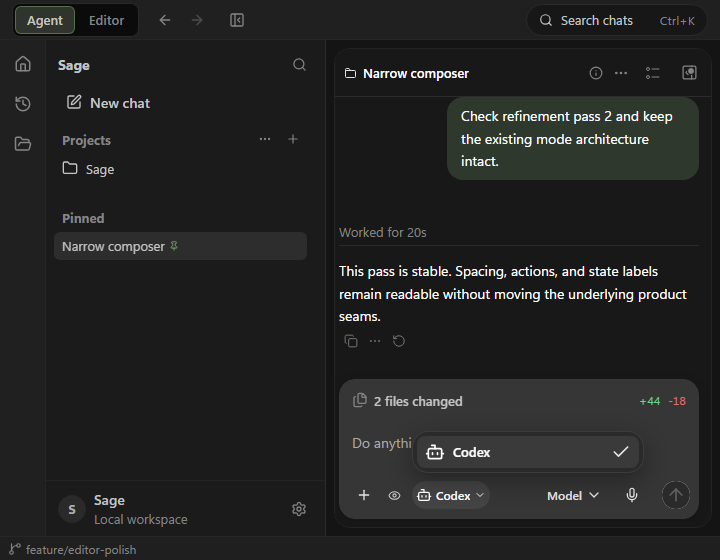 Agent
Editor
Search chats
Ctrl+K
Sage
New chat
Projects
Sage
Pinned
Narrow composer
S
Sage
Local workspace
feature/editor-polish
Narrow composer
Check refinement pass 2 and keep
the existing mode architecture
intact.
Worked for 20s
This pass is stable. Spacing, actions, and state labels
remain readable without moving the underlying product
seams.
2 files changed
+44 -18
Do anythi
Codex
Codex
Model